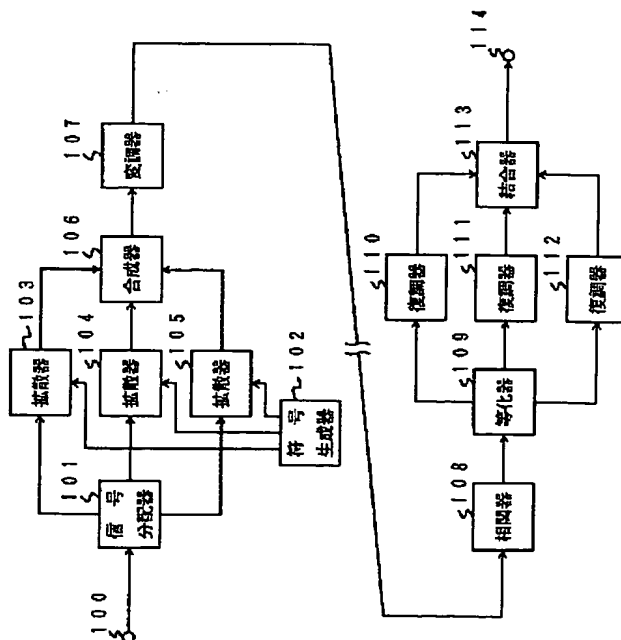 100
101
信号
分配器
102
符号
生成器
103
拡散器
104
拡散器
105
拡散器
106
合成器
107
変調器
108
相関器
109
等化器
110
復調器
111
復調器
112
復調器
113
結合器
114